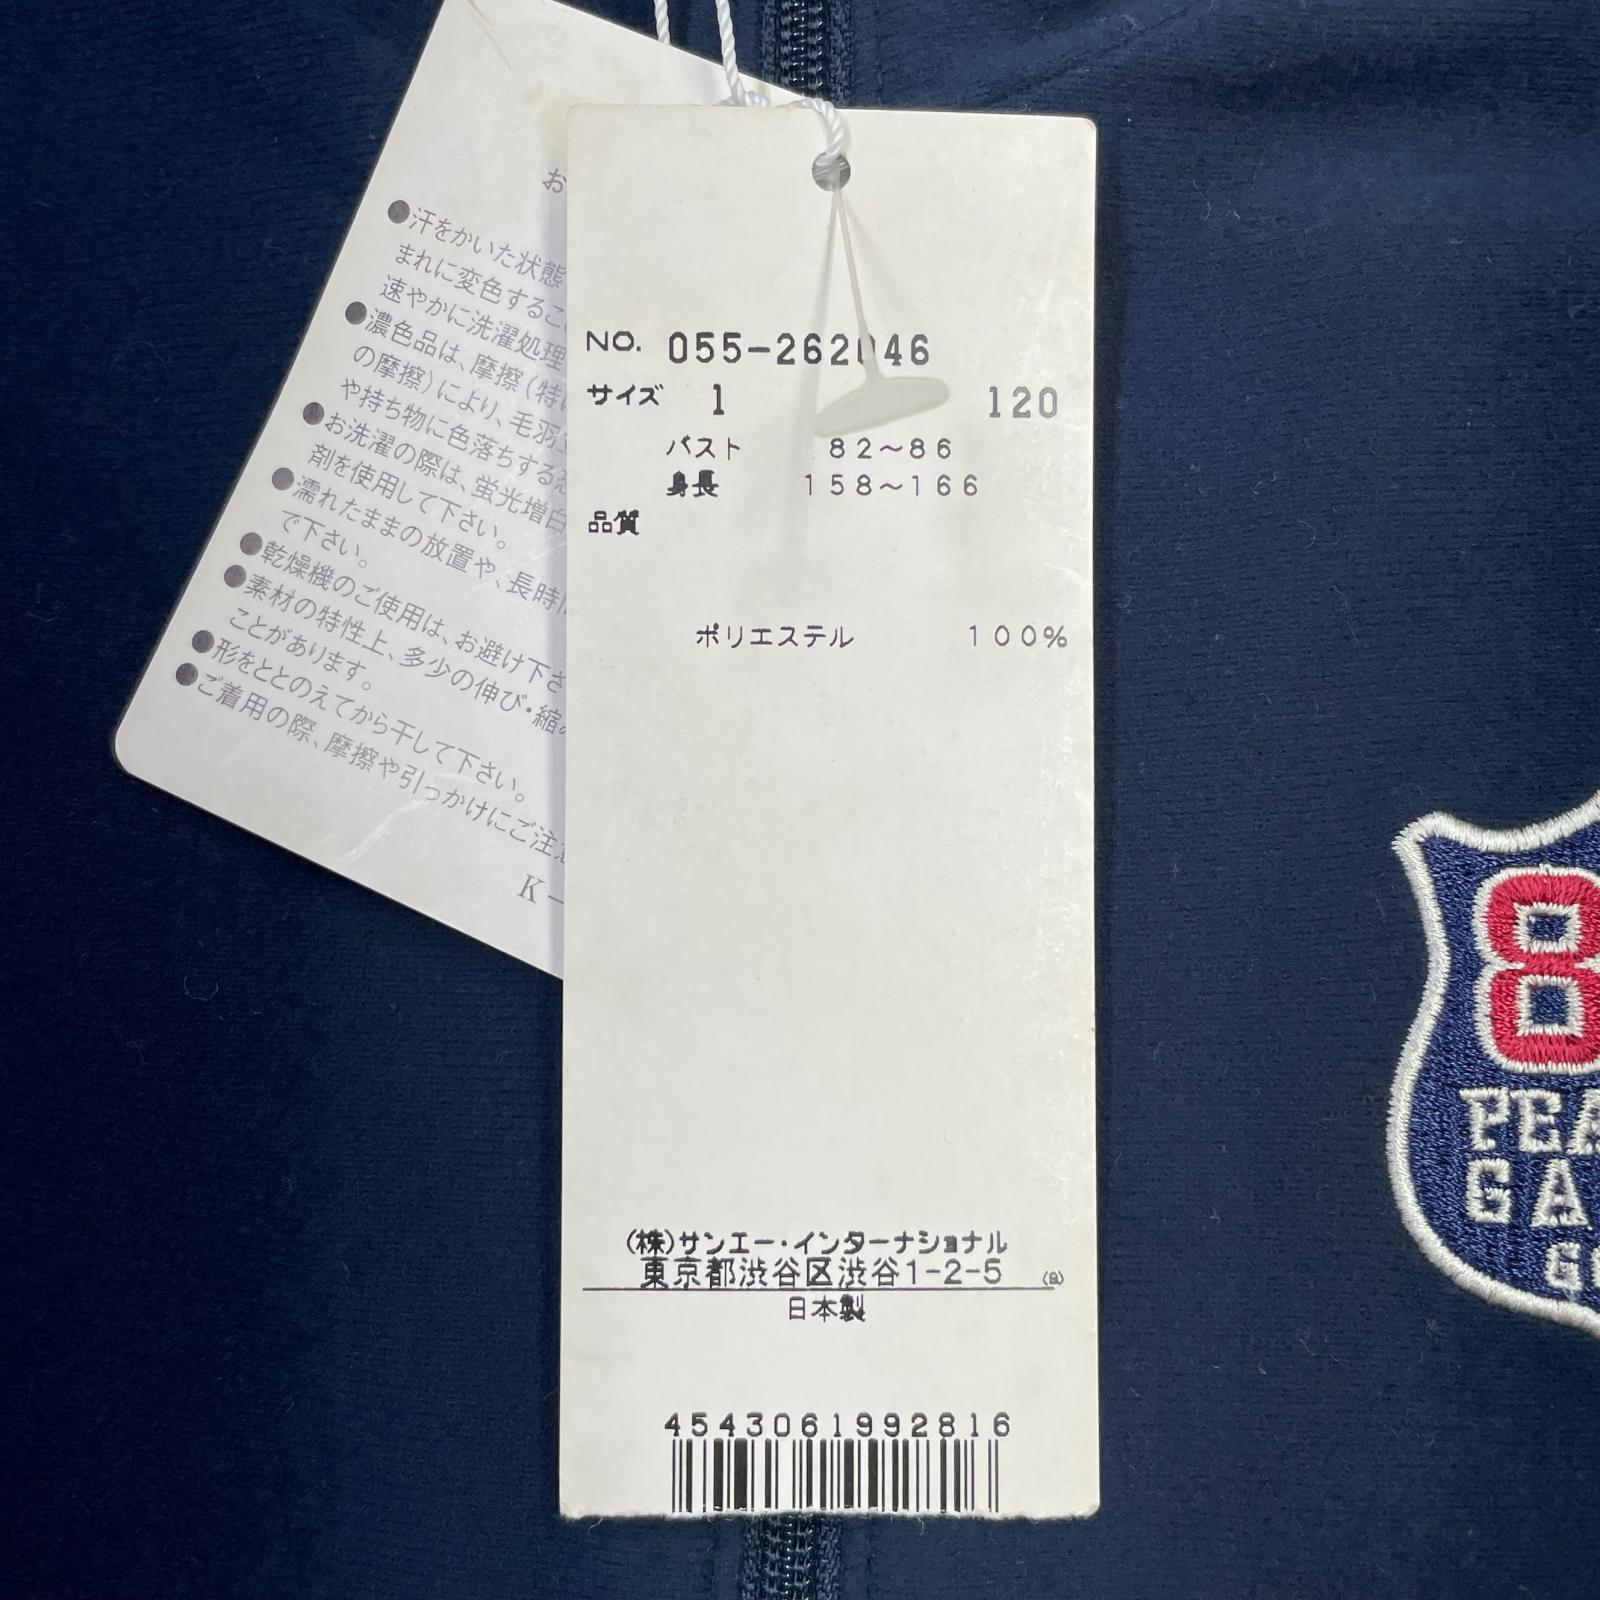 お
●汗をかいた状態
まれに変色するこ
速やかに洗濯処理
●濃色品は、摩擦(特に
の摩擦)により、毛羽
や持ち物に色落ちする
●お洗濯の際は、蛍光増白
剤を使用して下さい。
●濡れたままの放置や、長時
で下さい。
●乾燥機のご使用は、お避け下さ
●素材の特性上、多少の伸び・縮
ことがあります。
●形をととのえてから干して下さい。
●ご着用の際、摩擦や引っかけにご注
K-
NO. 055-262046
サイズ 1 120
バスト 82～86
身長 158～166
品質
ポリエステル 100%
(株)サンエー・インターナショナル
東京都渋谷区渋谷1-2-5
日本製
4543061992816
8
PEA
GA
G